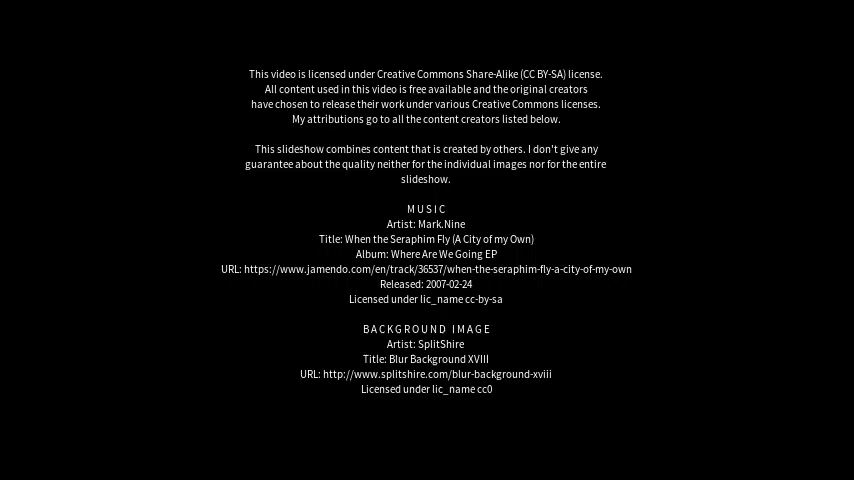 This video is licensed under Creative Commons Share-Alike (CC BY-SA) license.
All content used in this video is free available and the original creators
have chosen to release their work under various Creative Commons licenses.
My attributions go to all the content creators listed below.
This slideshow combines content that is created by others. I don't give any
guarantee about the quality neither for the individual images nor for the entire
slideshow.
MUSIC
Artist: Mark.Nine
Title: When the Seraphim Fly (A City of my Own)
Album: Where Are We Going EP
URL: https://www.jamendo.com/en/track/36537/when-the-seraphim-fly-a-city-of-my-own
Released: 2007-02-24
Licensed under lic_name cc-by-sa
BACKGROUND IMAGE
Artist: SplitShire
Title: Blur Background XVIII
URL: http://www.splitshire.com/blur-background-xviii
Licensed under lic_name cc0